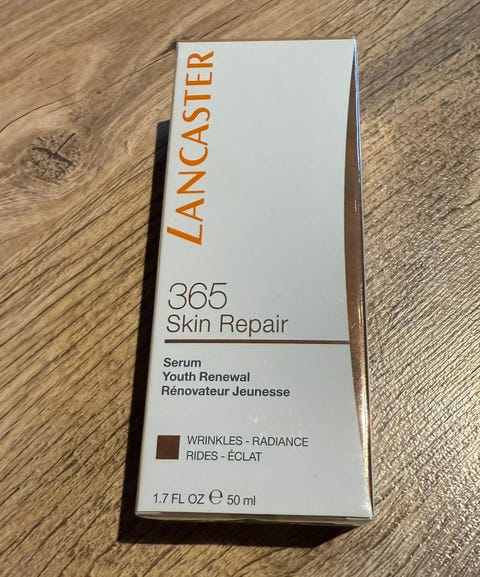 LANCASTER
365
Skin Repair
Serum
Youth Renewal
Rénovateur Jeunesse
WRINKLES - RADIANCE
RIDES - ÉCLAT
1.7 FL OZ ℮ 50 ml